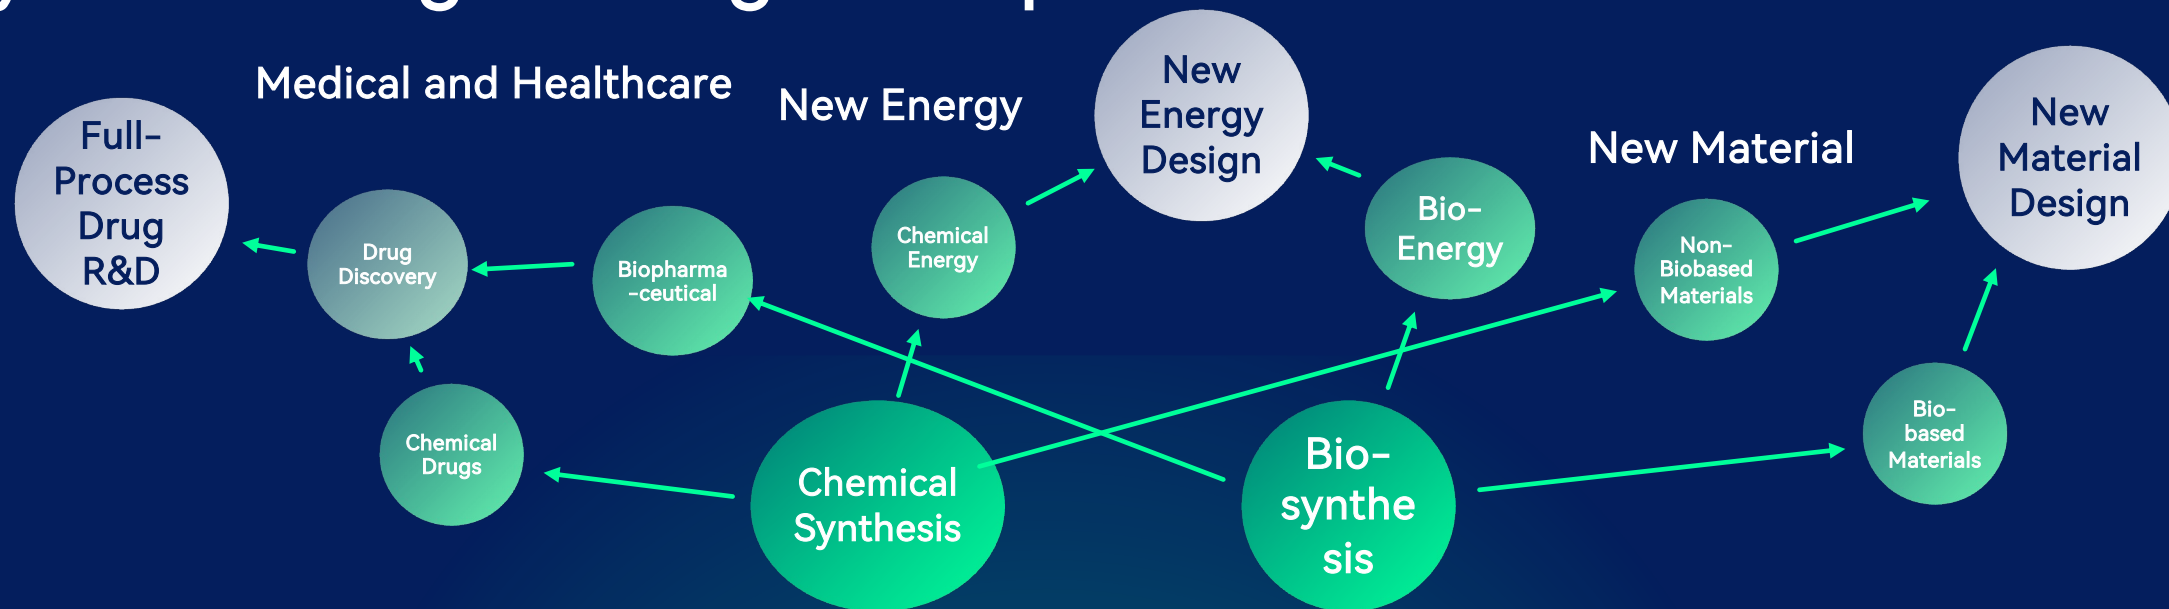 Medical and Healthcare
New Energy
New Material
Full-
Process
Drug
R&D
Drug
Discovery
Biopharma
-ceutical
Chemical
Drugs
Chemical
Energy
New
Energy
Design
Bio-
Energy
Non-
Biobased
Materials
New
Material
Design
Bio-
based
Materials
Chemical
Synthesis
Bio-
synthe
sis